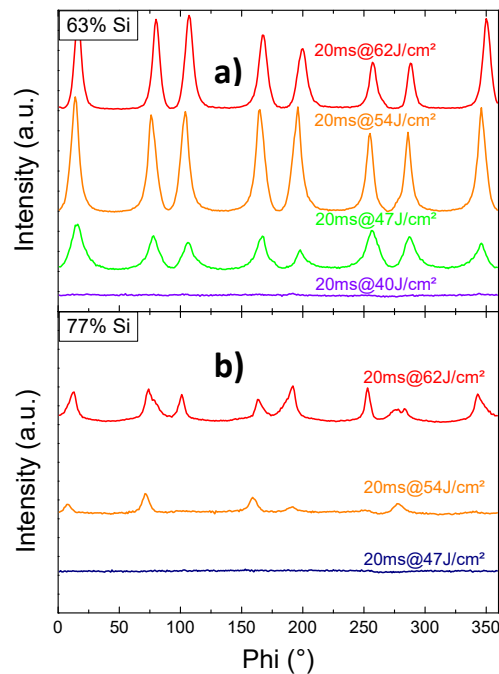 63% Si
20ms@62J/cm²
a)
20ms@54J/cm²
20ms@47J/cm²
20ms@40J/cm²
Intensity (a.u.)
77% Si
b)
20ms@62J/cm²
20ms@54J/cm²
20ms@47J/cm²
Intensity (a.u.)
0 50 100 150 200 250 300 350
Phi (°)